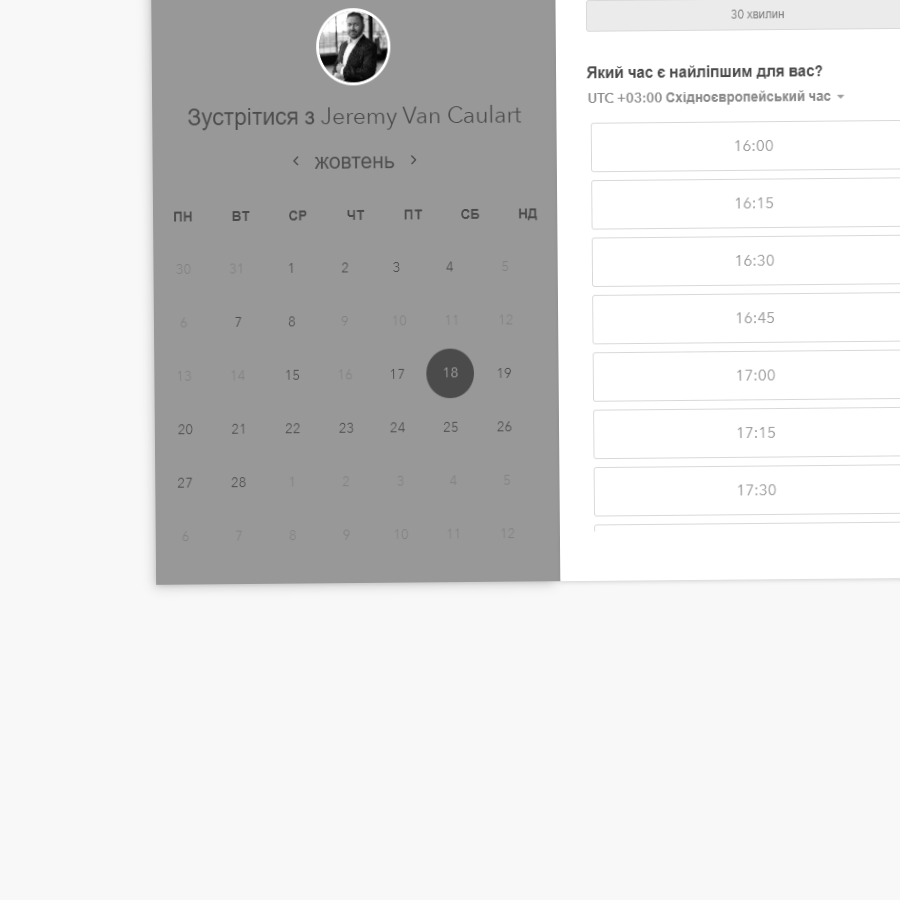 Зустрітися з Jeremy Van Caulart
‹ жовтень ›
ПН ВТ СР ЧТ ПТ СБ НД
30 31 1 2 3 4 5
6 7 8 9 10 11 12
13 14 15 16 17 18 19
20 21 22 23 24 25 26
27 28 1 2 3 4 5
6 7 8 9 10 11 12
30 хвилин
Який час є найліпшим для вас?
UTC +03:00 Східноєвропейський час
16:00
16:15
16:30
16:45
17:00
17:15
17:30